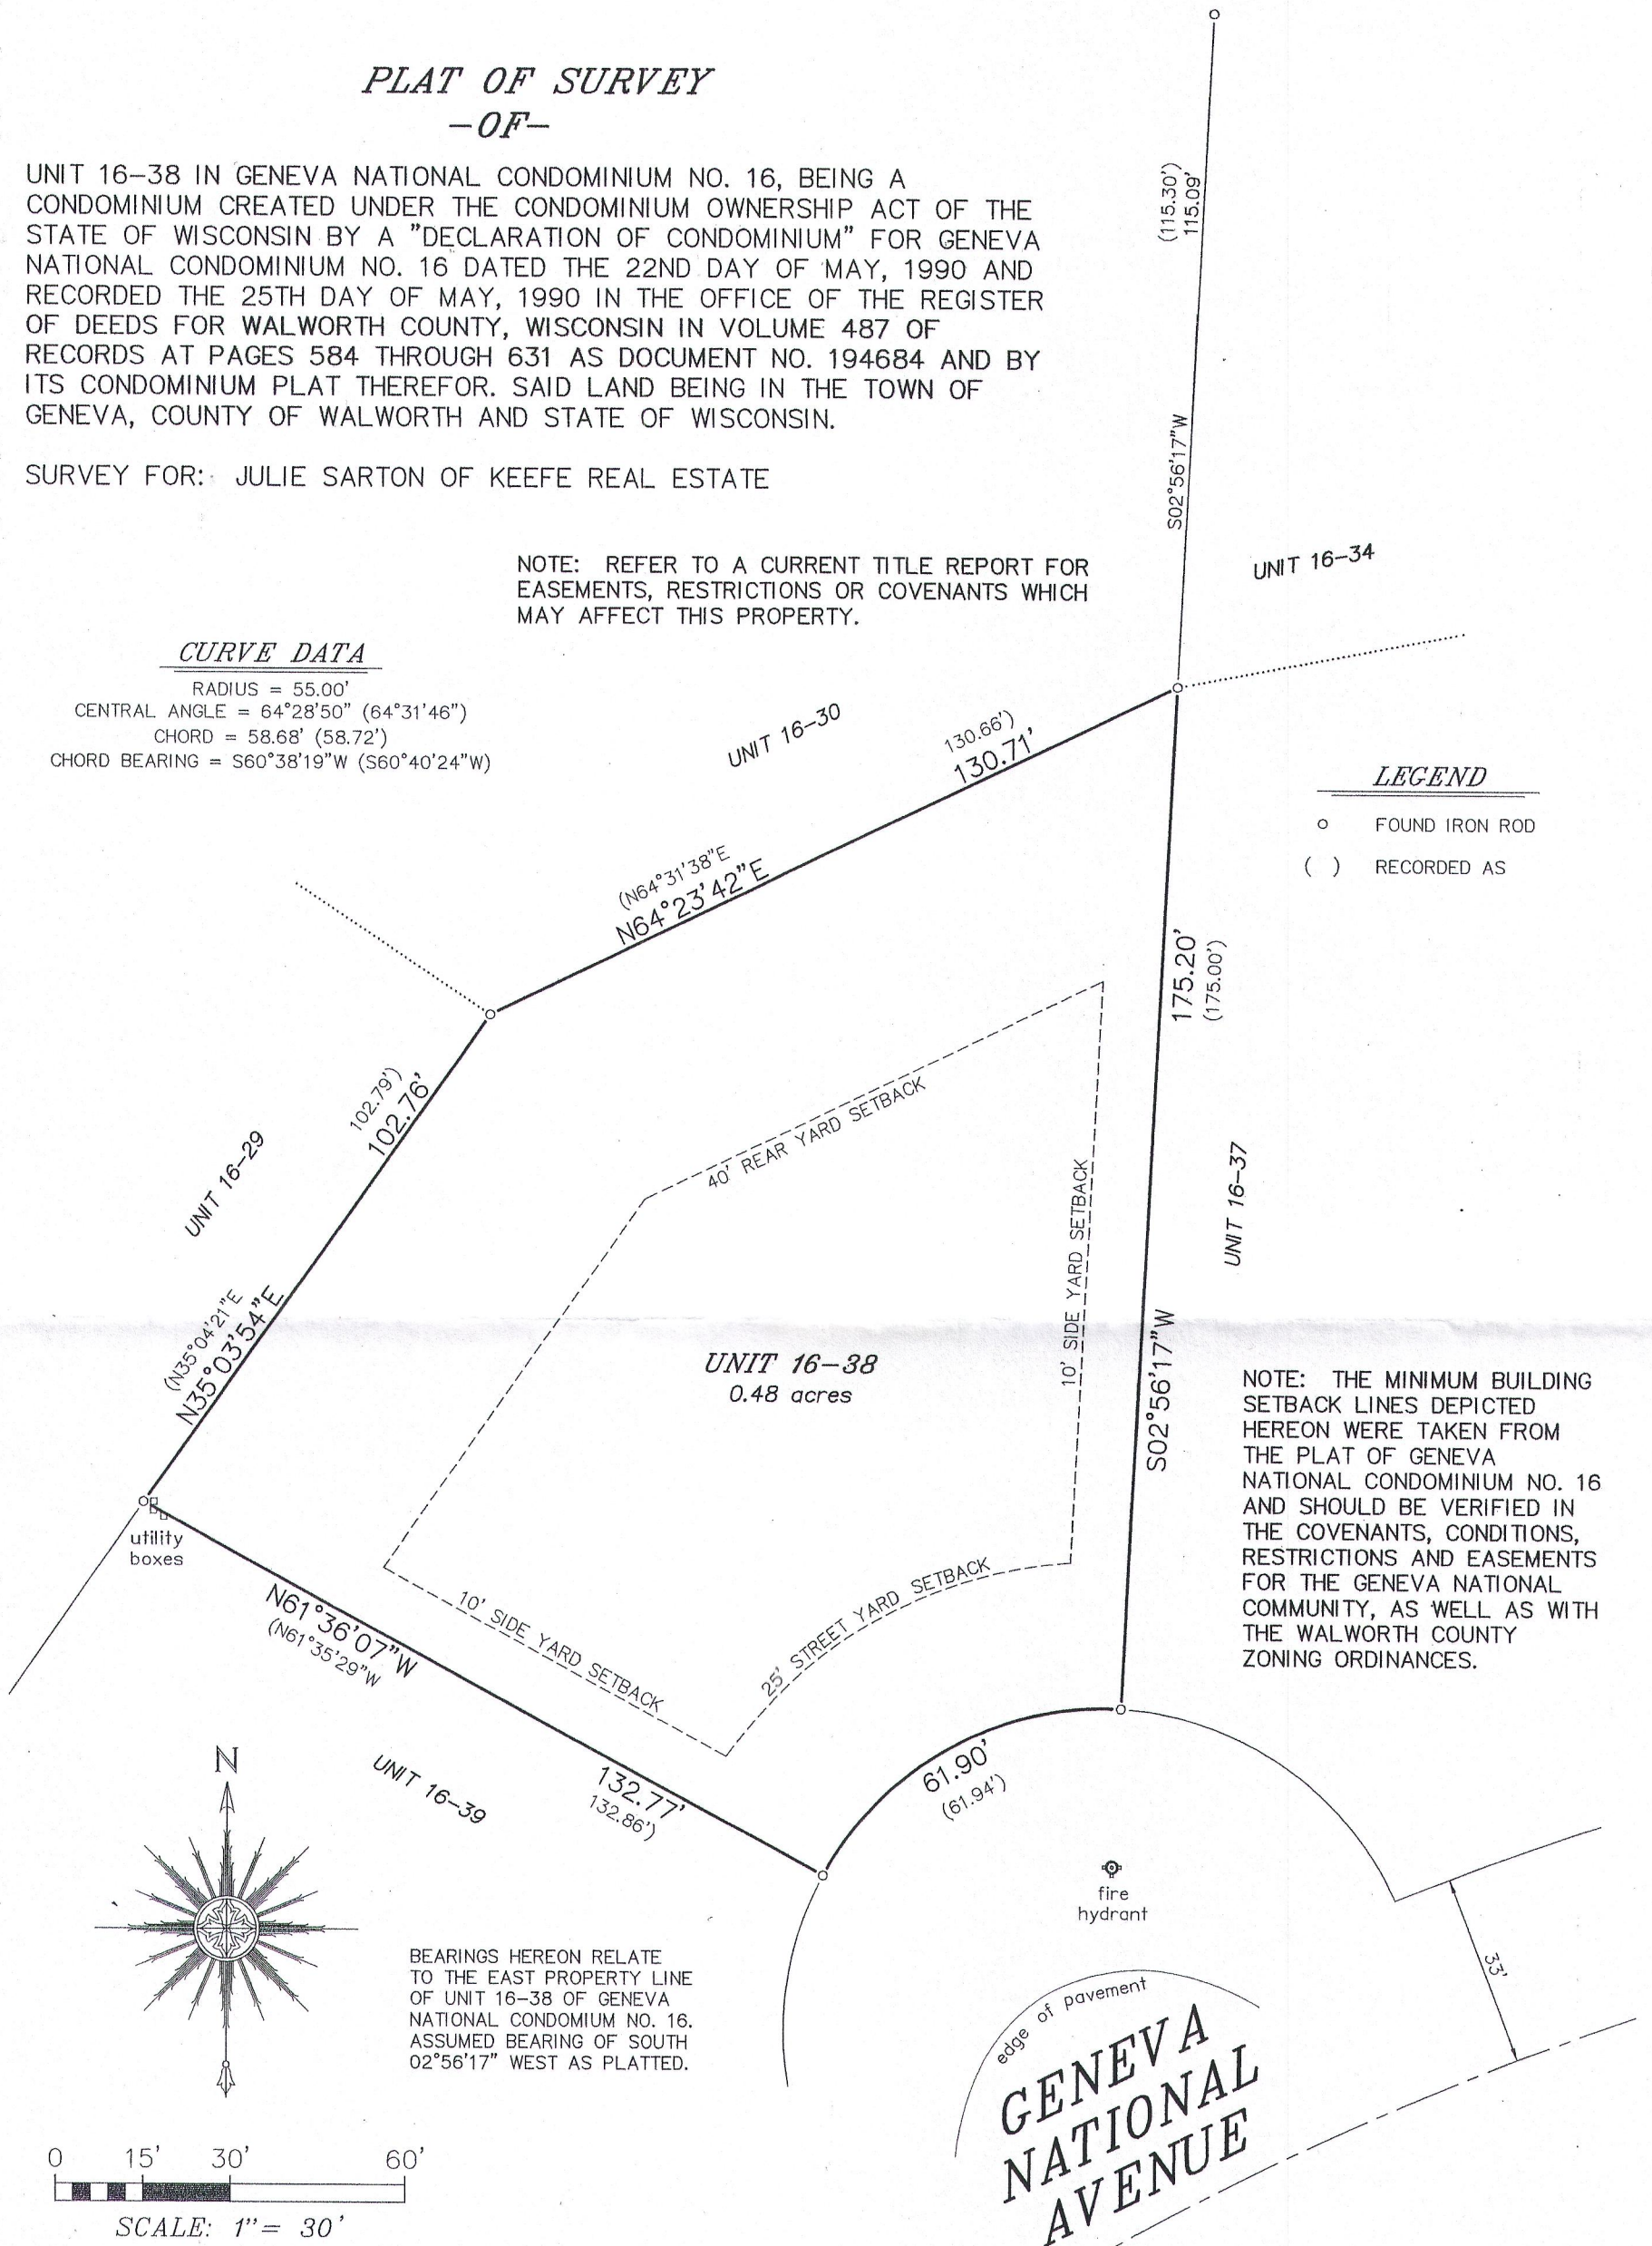 PLAT OF SURVEY
-OF-
UNIT 16-38 IN GENEVA NATIONAL CONDOMINIUM NO. 16, BEING A
CONDOMINIUM CREATED UNDER THE CONDOMINIUM OWNERSHIP ACT OF THE
STATE OF WISCONSIN BY A "DECLARATION OF CONDOMINIUM" FOR GENEVA
NATIONAL CONDOMINIUM NO. 16 DATED THE 22ND DAY OF MAY, 1990 AND
RECORDED THE 25TH DAY OF MAY, 1990 IN THE OFFICE OF THE REGISTER
OF DEEDS FOR WALWORTH COUNTY, WISCONSIN IN VOLUME 487 OF
RECORDS AT PAGES 584 THROUGH 631 AS DOCUMENT NO. 194684 AND BY
ITS CONDOMINIUM PLAT THEREFOR. SAID LAND BEING IN THE TOWN OF
GENEVA, COUNTY OF WALWORTH AND STATE OF WISCONSIN.
SURVEY FOR: JULIE SARTON OF KEEFE REAL ESTATE
(115.30')
115.09'
S02°56'17"W
NOTE: REFER TO A CURRENT TITLE REPORT FOR
EASEMENTS, RESTRICTIONS OR COVENANTS WHICH
MAY AFFECT THIS PROPERTY.
UNIT 16-34
CURVE DATA
RADIUS = 55.00'
CENTRAL ANGLE = 64°28'50" (64°31'46")
CHORD = 58.68' (58.72')
CHORD BEARING = S60°38'19"W (S60°40'24"W)
UNIT 16-30
130.66')
130.71'
LEGEND
FOUND IRON ROD
( ) RECORDED AS
(N64°31'38"E
N64°23'42"E
175.20'
(175.00')
102.79')
102.76'
40' REAR YARD SETBACK
UNIT 16-29
UNIT 16-37
10' SIDE YARD SETBACK
(N35°04'21"E
N35°03'54"E
UNIT 16-38
0.48 acres
S02°56'17"W
NOTE: THE MINIMUM BUILDING
SETBACK LINES DEPICTED
HEREON WERE TAKEN FROM
THE PLAT OF GENEVA
NATIONAL CONDOMINIUM NO. 16
AND SHOULD BE VERIFIED IN
THE COVENANTS, CONDITIONS,
RESTRICTIONS AND EASEMENTS
FOR THE GENEVA NATIONAL
COMMUNITY, AS WELL AS WITH
THE WALWORTH COUNTY
ZONING ORDINANCES.
utility
boxes
N61°36'07"W
(N61°35'29"W
10' SIDE YARD SETBACK
25' STREET YARD SETBACK
132.77'
132.86')
61.90'
(61.94')
UNIT 16-39
N
fire
hydrant
33'
BEARINGS HEREON RELATE
TO THE EAST PROPERTY LINE
OF UNIT 16-38 OF GENEVA
NATIONAL CONDOMIUM NO. 16.
ASSUMED BEARING OF SOUTH
02°56'17" WEST AS PLATTED.
edge of pavement
GENEVA
NATIONAL
AVENUE
0 15' 30' 60'
SCALE: 1"= 30'